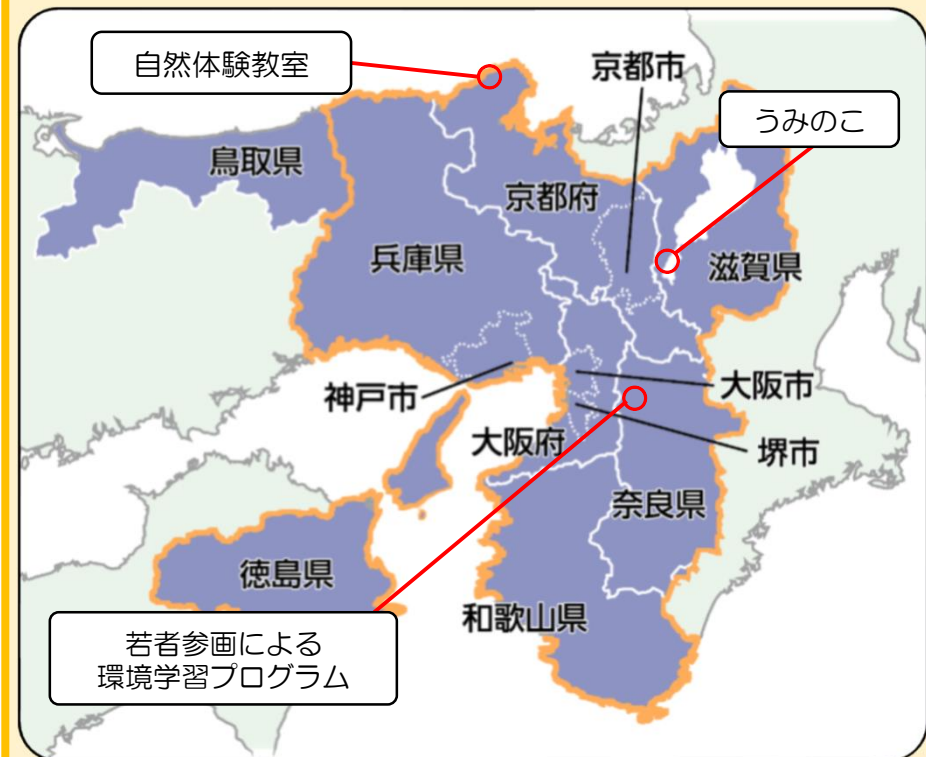 自然体験教室
京都市
うみのこ
鳥取県
京都府
兵庫県
滋賀県
神戸市
大阪市
大阪府
堺市
奈良県
徳島県
和歌山県
若者参画による
環境学習プログラム